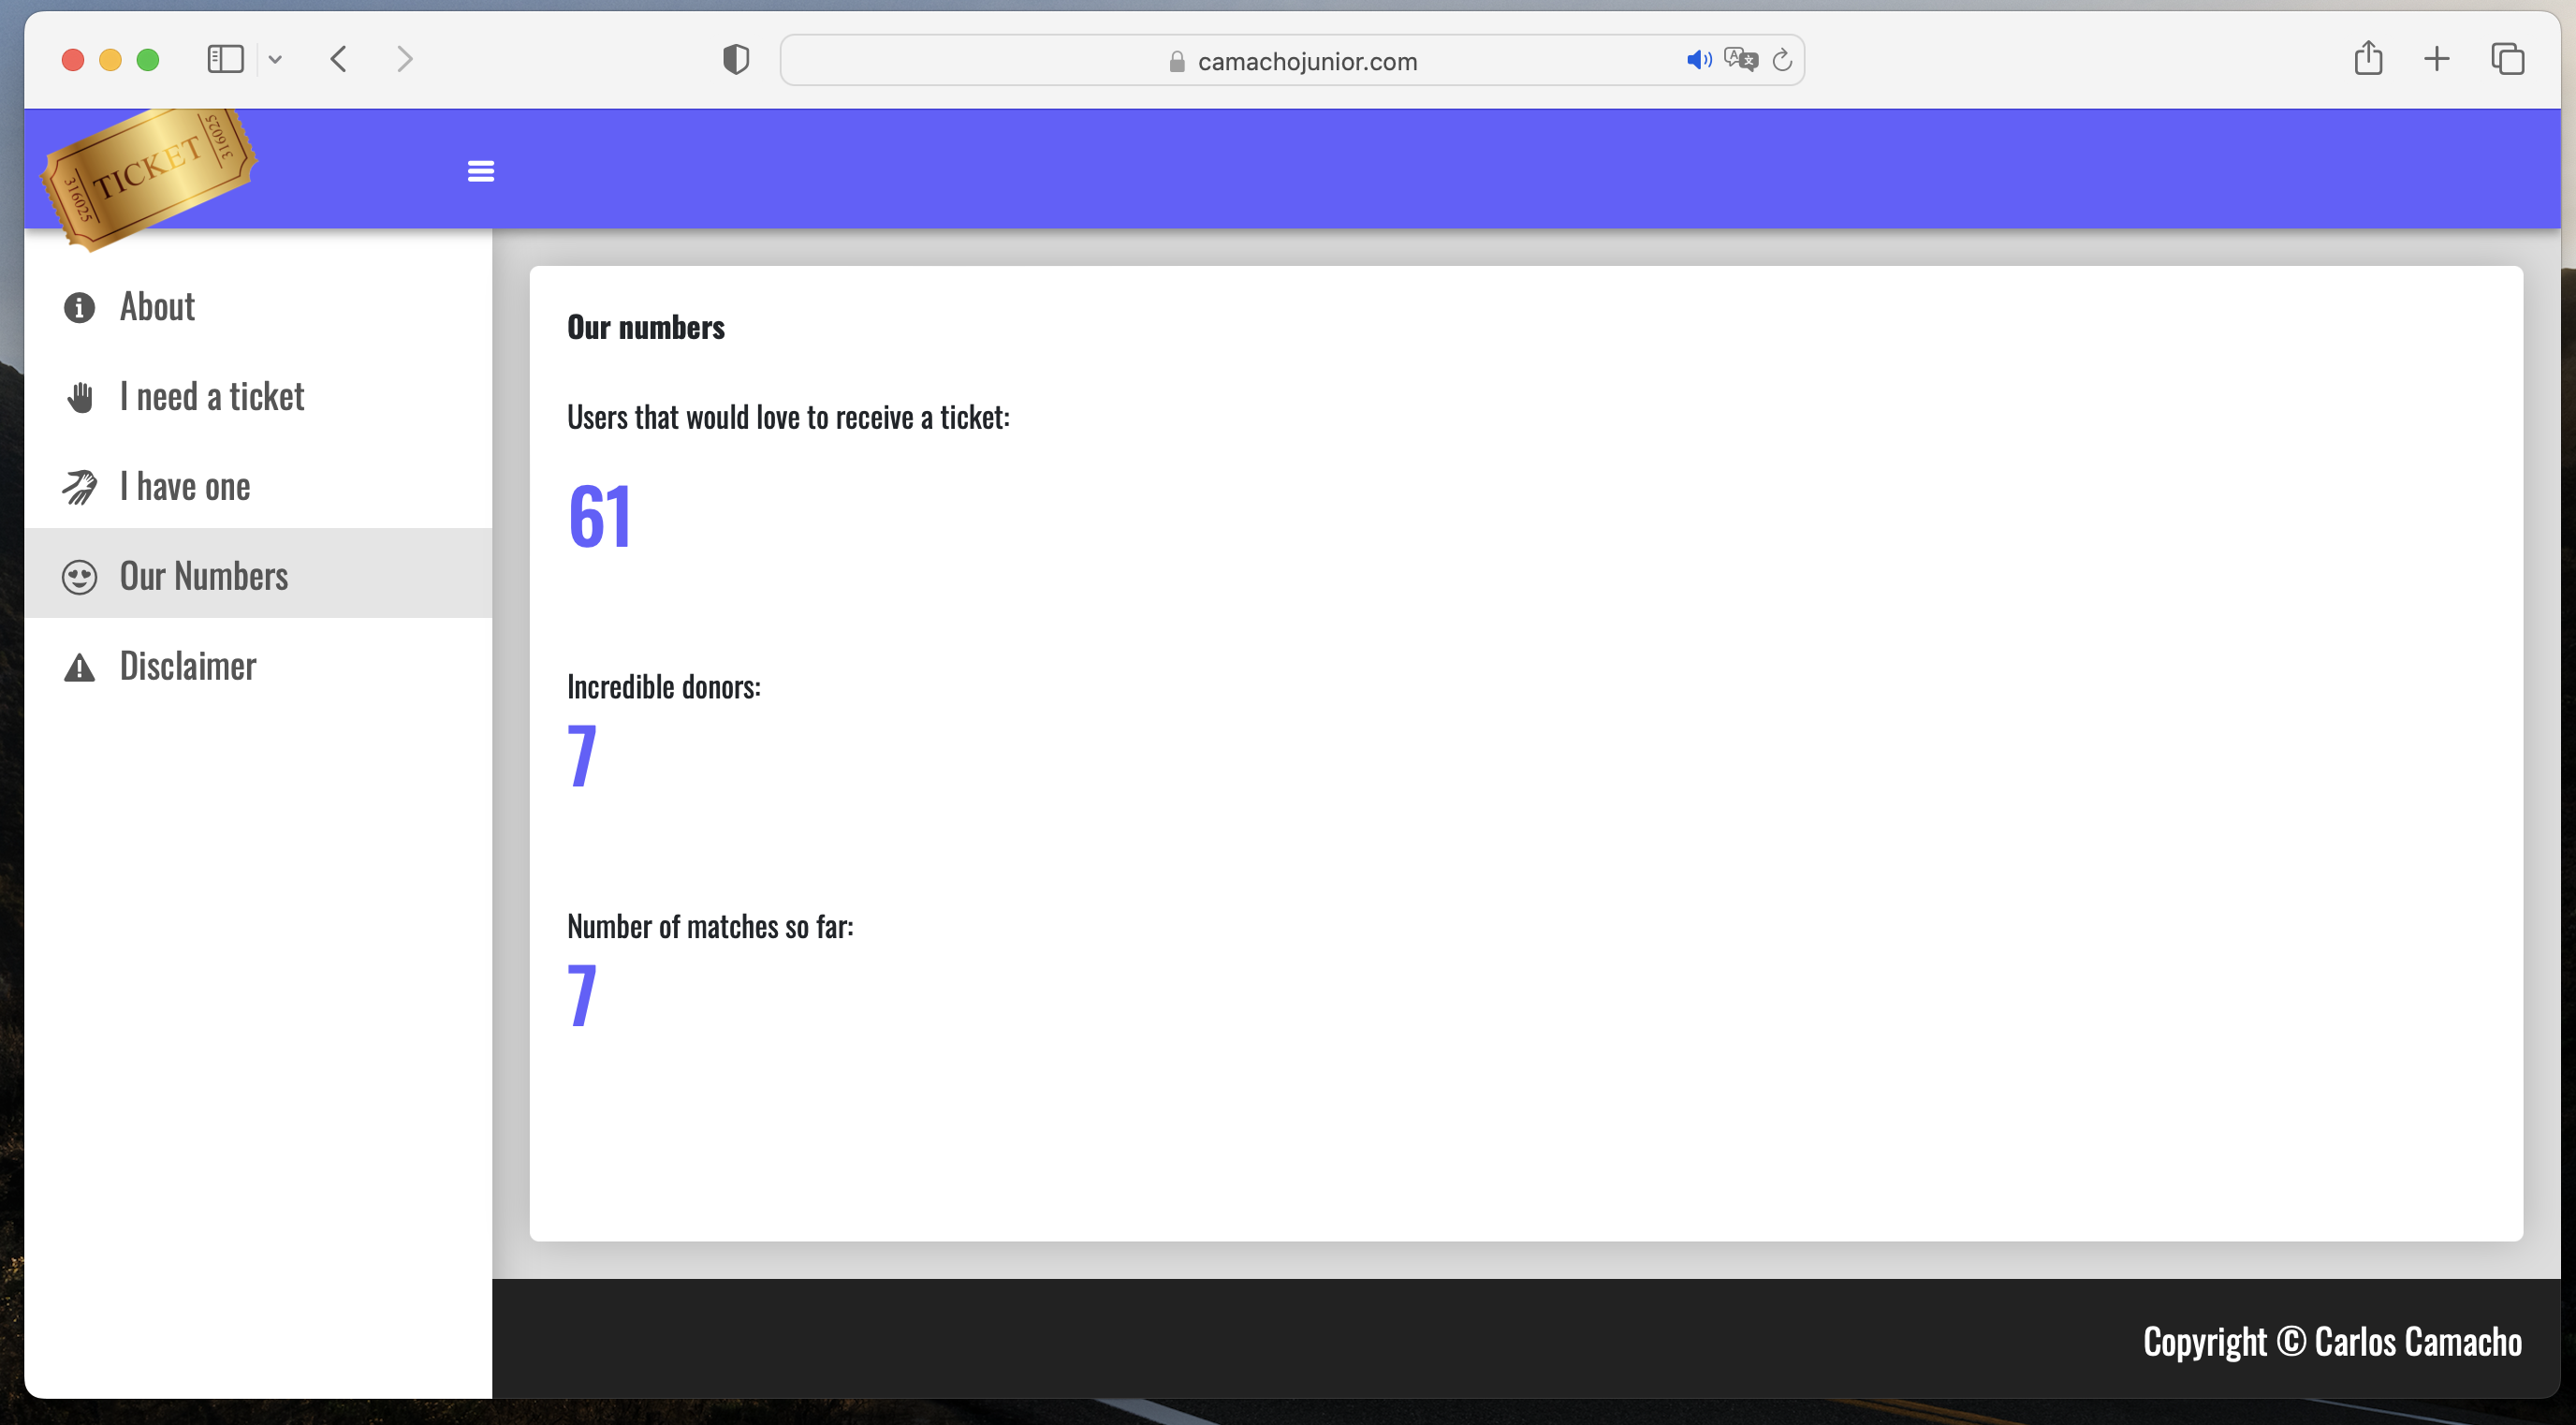 camachojunior.com
TICKET
316025
316025
About
I need a ticket
I have one
Our Numbers
Disclaimer
Our numbers
Users that would love to receive a ticket:
61
Incredible donors:
7
Number of matches so far:
7
Copyright © Carlos Camacho